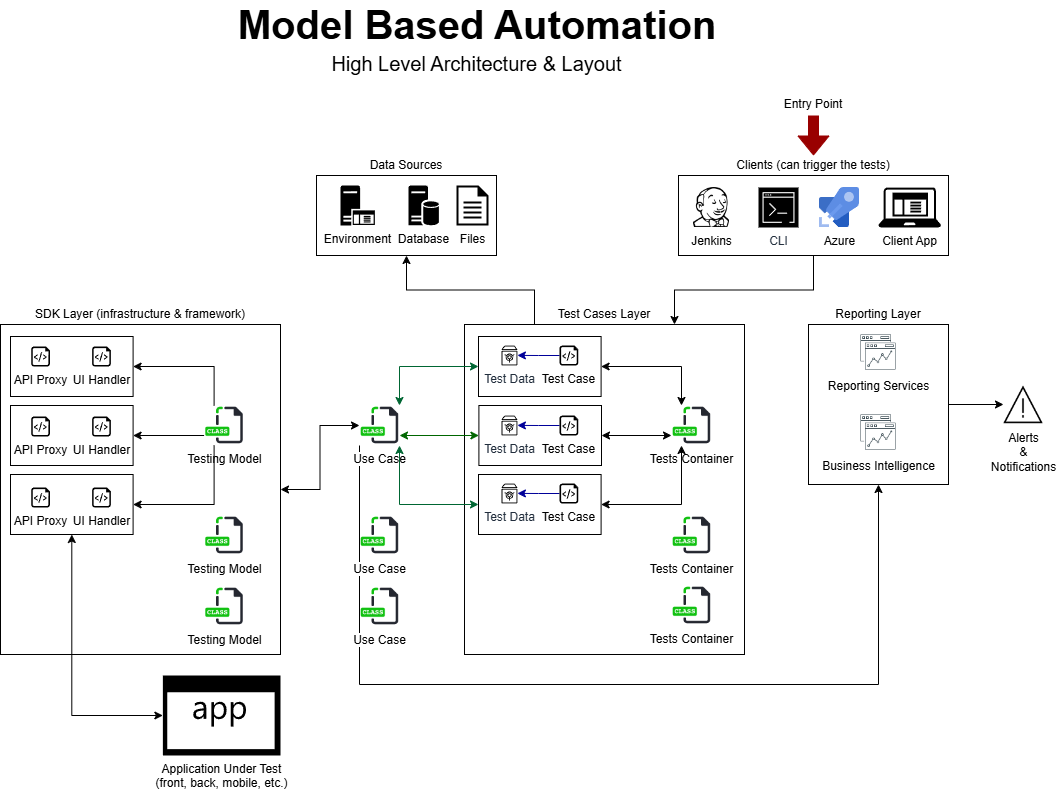 Model Based Automation
High Level Architecture & Layout
Entry Point
Data Sources
Clients (can trigger the tests)
Environment Database Files
Jenkins CLI Azure Client App
SDK Layer (infrastructure & framework)
Test Cases Layer
Reporting Layer
API Proxy UI Handler
Test Data Test Case
Reporting Services
CLASS
CLASS
CLASS
API Proxy UI Handler
Testing Model
Use Case
Test Data Test Case
Tests Container
Business Intelligence
Alerts
&
Notifications
API Proxy UI Handler
Test Data Test Case
CLASS
CLASS
CLASS
Testing Model
Use Case
Tests Container
CLASS
CLASS
CLASS
Testing Model
Use Case
Tests Container
app
Application Under Test
(front, back, mobile, etc.)